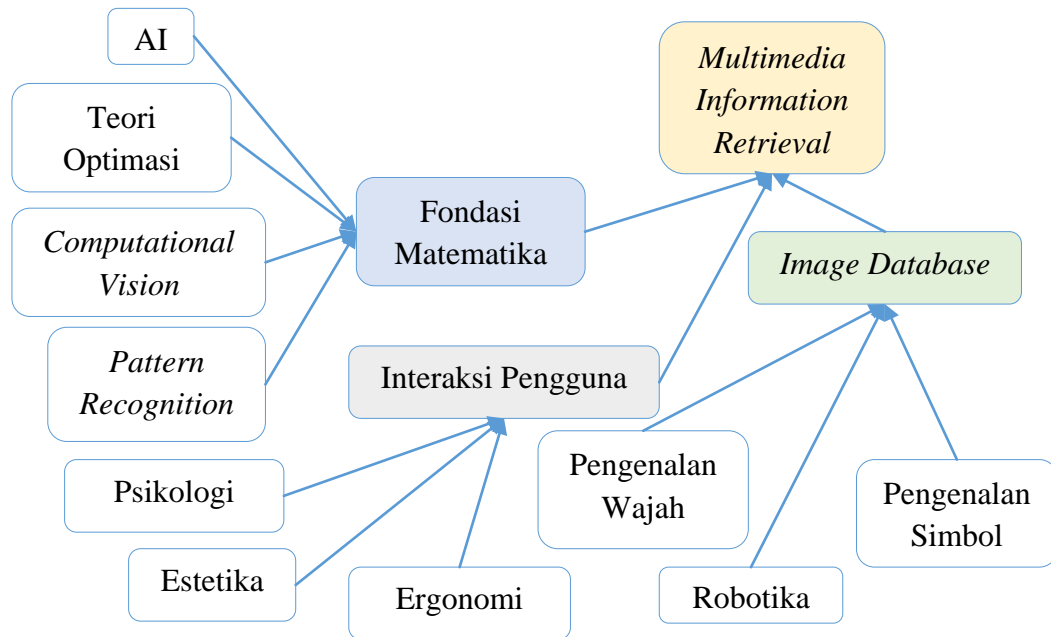 AI
Teori
Optimasi
Computational
Vision
Pattern
Recognition
Fondasi
Matematika
Multimedia
Information
Retrieval
Image Database
Interaksi Pengguna
Psikologi
Estetika
Ergonomi
Pengenalan
Wajah
Robotika
Pengenalan
Simbol